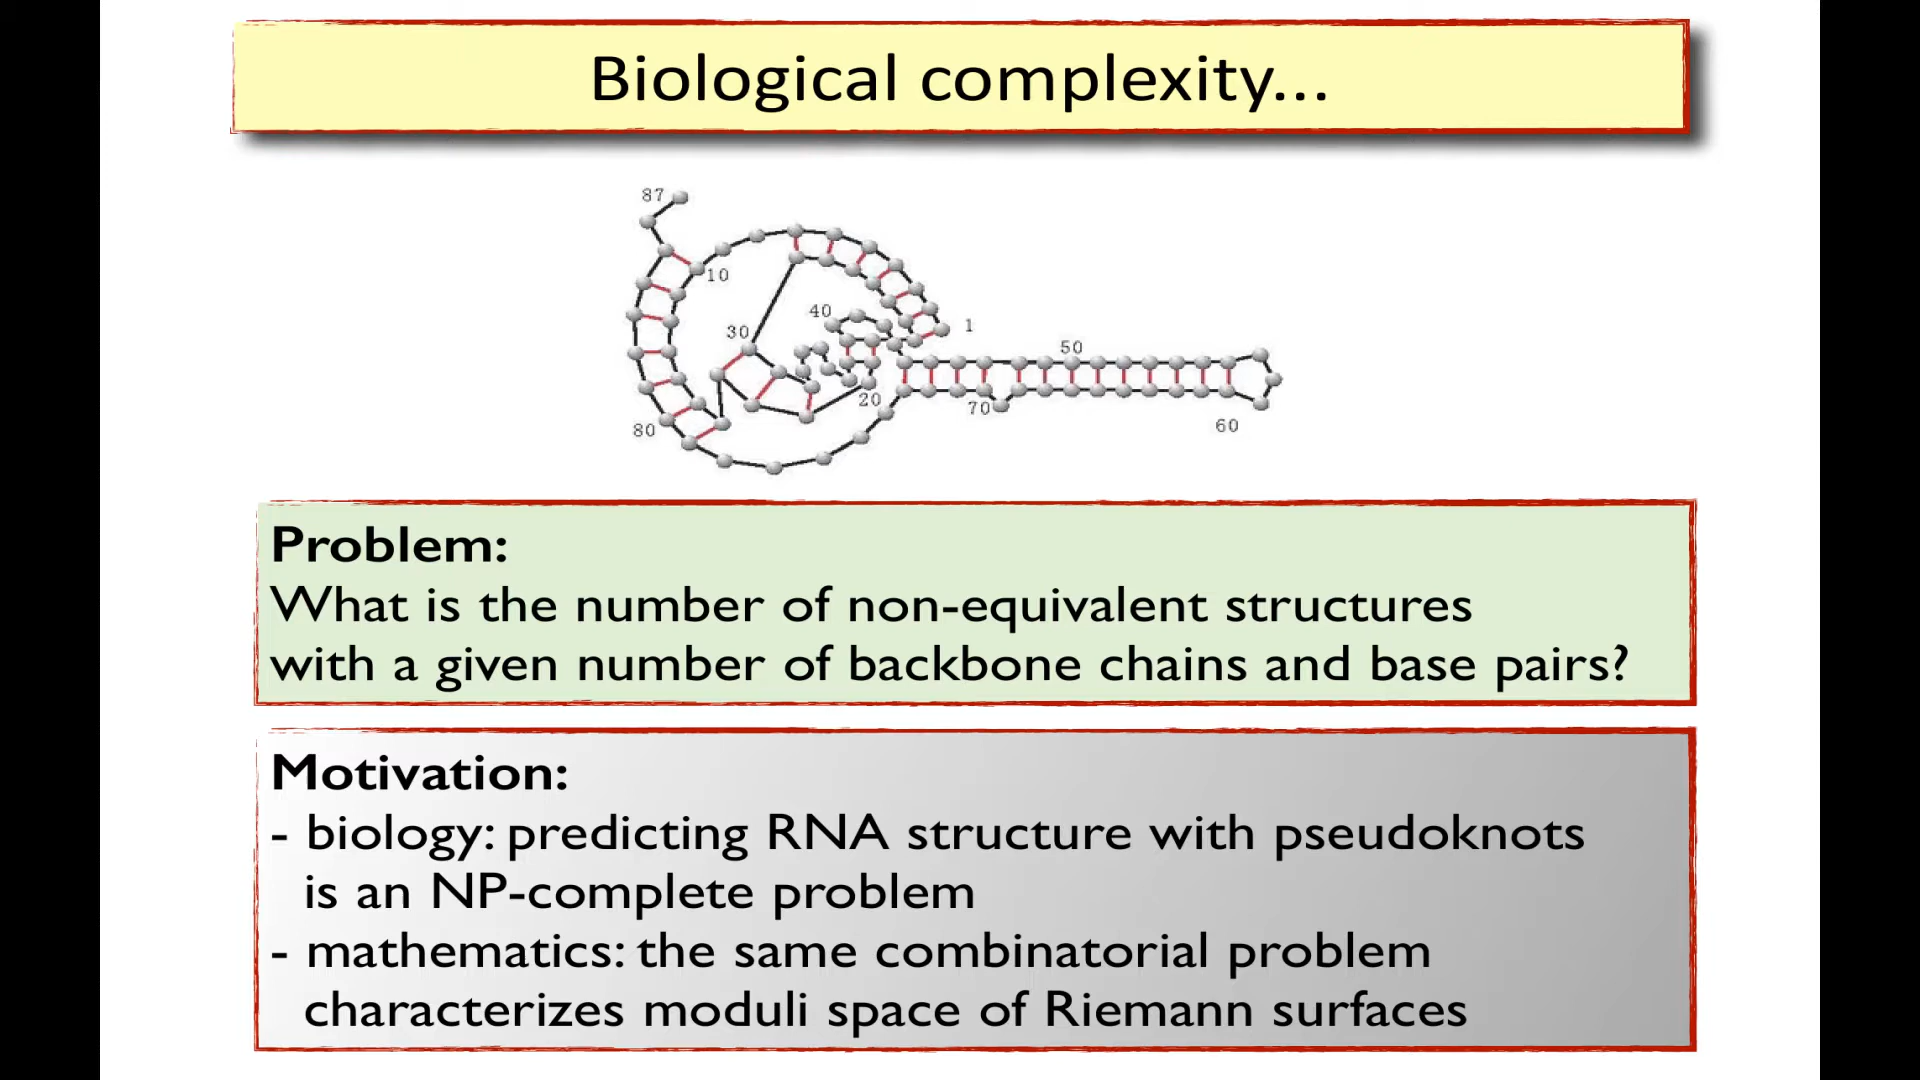 Biological complexity...
87
10
40
30
1
50
20
70
80
60
Problem:
What is the number of non-equivalent structures
with a given number of backbone chains and base pairs?
Motivation:
- biology: predicting RNA structure with pseudoknots
is an NP-complete problem
- mathematics: the same combinatorial problem
characterizes moduli space of Riemann surfaces